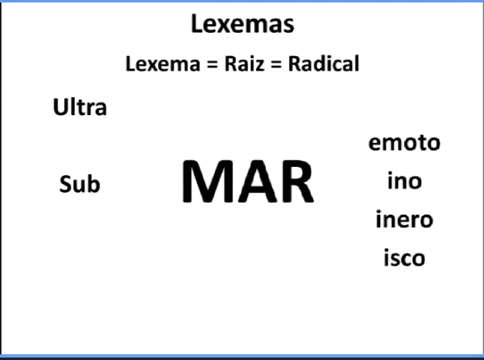 Lexemas
Lexema = Raiz = Radical
Ultra
Sub
MAR
emoto
ino
inero
isco